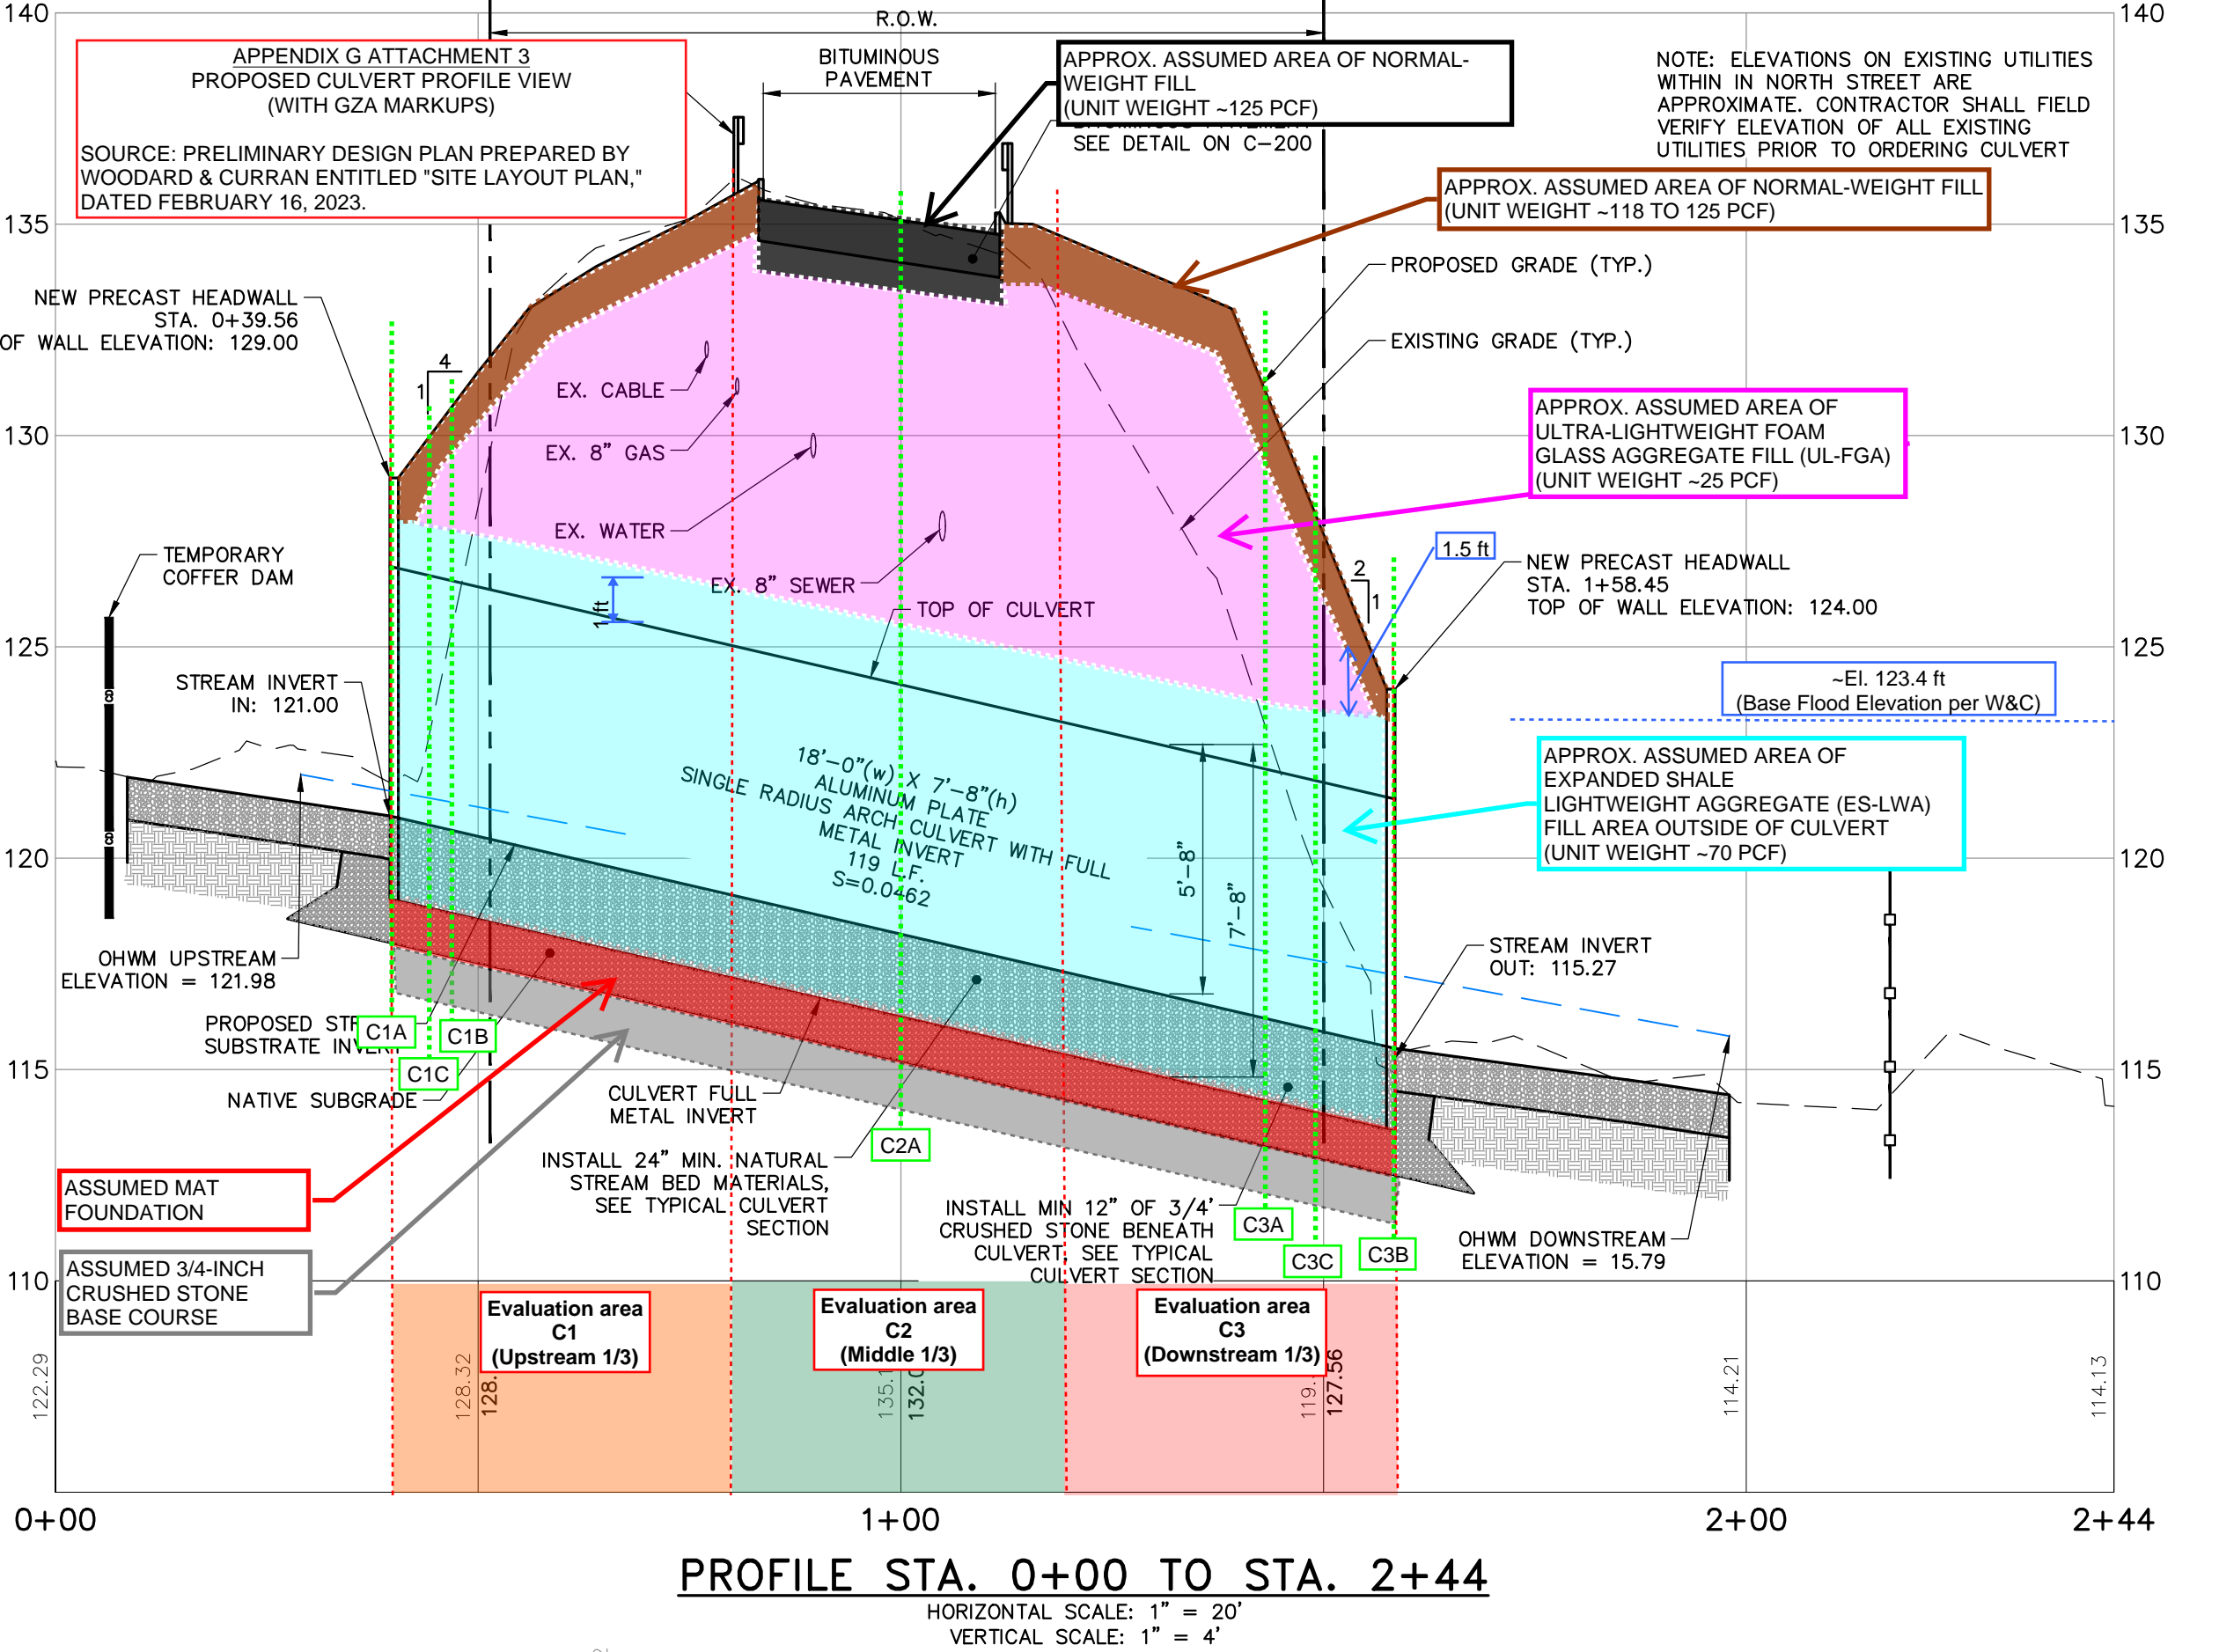 140
140
R.O.W.
APPENDIX G ATTACHMENT 3
PROPOSED CULVERT PROFILE VIEW
(WITH GZA MARKUPS)
SOURCE: PRELIMINARY DESIGN PLAN PREPARED BY
WOODARD & CURRAN ENTITLED "SITE LAYOUT PLAN,"
DATED FEBRUARY 16, 2023.
BITUMINOUS
PAVEMENT
APPROX. ASSUMED AREA OF NORMAL-
WEIGHT FILL
(UNIT WEIGHT ~125 PCF)
SEE DETAIL ON C-200
NOTE: ELEVATIONS ON EXISTING UTILITIES
WITHIN IN NORTH STREET ARE
APPROXIMATE. CONTRACTOR SHALL FIELD
VERIFY ELEVATION OF ALL EXISTING
UTILITIES PRIOR TO ORDERING CULVERT
APPROX. ASSUMED AREA OF NORMAL-WEIGHT FILL
(UNIT WEIGHT ~118 TO 125 PCF)
135
135
PROPOSED GRADE (TYP.)
NEW PRECAST HEADWALL
STA. 0+39.56
OF WALL ELEVATION: 129.00
EXISTING GRADE (TYP.)
4
1
EX. CABLE
EX. 8" GAS
EX. WATER
EX. 8" SEWER
TOP OF CULVERT
1 ft
130
130
APPROX. ASSUMED AREA OF
ULTRA-LIGHTWEIGHT FOAM
GLASS AGGREGATE FILL (UL-FGA)
(UNIT WEIGHT ~25 PCF)
1.5 ft
2
1
NEW PRECAST HEADWALL
STA. 1+58.45
TOP OF WALL ELEVATION: 124.00
TEMPORARY
COFFER DAM
125
125
STREAM INVERT
IN: 121.00
~El. 123.4 ft
(Base Flood Elevation per W&C)
18'-0"(w) X 7'-8"(h)
ALUMINUM PLATE
SINGLE RADIUS ARCH CULVERT WITH FULL
METAL INVERT
119 L.F.
S=0.0462
5'-8"
7'-8"
APPROX. ASSUMED AREA OF
EXPANDED SHALE
LIGHTWEIGHT AGGREGATE (ES-LWA)
FILL AREA OUTSIDE OF CULVERT
(UNIT WEIGHT ~70 PCF)
120
120
OHWM UPSTREAM
ELEVATION = 121.98
STREAM INVERT
OUT: 115.27
PROPOSED
SUBSTRATE
C1A
C1B
C1C
NATIVE SUBGRADE
115
115
CULVERT FULL
METAL INVERT
C2A
INSTALL 24" MIN. NATURAL
STREAM BED MATERIALS,
SEE TYPICAL CULVERT
SECTION
INSTALL MIN 12" OF 3/4'
CRUSHED STONE BENEATH
CULVERT, SEE TYPICAL
CULVERT SECTION
C3A
C3C
C3B
OHWM DOWNSTREAM
ELEVATION = 15.79
ASSUMED MAT
FOUNDATION
ASSUMED 3/4-INCH
CRUSHED STONE
BASE COURSE
110
110
Evaluation area
C1
(Upstream 1/3)
Evaluation area
C2
(Middle 1/3)
Evaluation area
C3
(Downstream 1/3)
122.29
128.32
127.56
114.21
114.13
0+00
1+00
2+00
2+44
PROFILE STA. 0+00 TO STA. 2+44
HORIZONTAL SCALE: 1" = 20'
VERTICAL SCALE: 1" = 4'